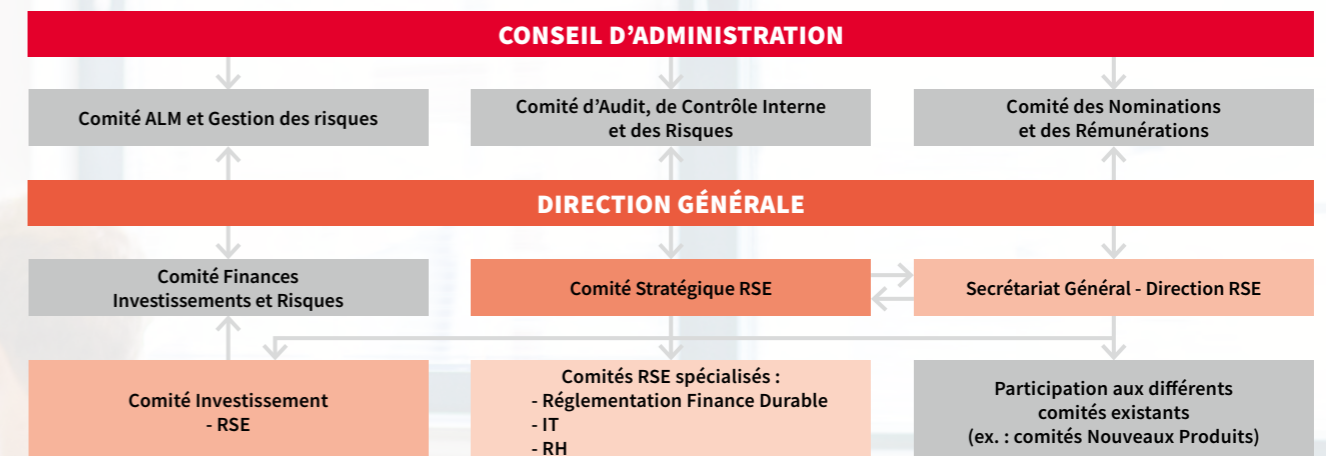 CONSEIL D’ADMINISTRATION
Comité ALM et Gestion des risques
Comité d’Audit, de Contrôle Interne
et des Risques
Comité des Nominations
et des Rémunérations
DIRECTION GÉNÉRALE
Comité Finances
Investissements et Risques
Comité Stratégique RSE
Secrétariat Général - Direction RSE
Comité Investissement
- RSE
Comités RSE spécialisés :
- Réglementation Finance Durable
- IT
- RH
Participation aux différents
comités existants
(ex. : comités Nouveaux Produits)